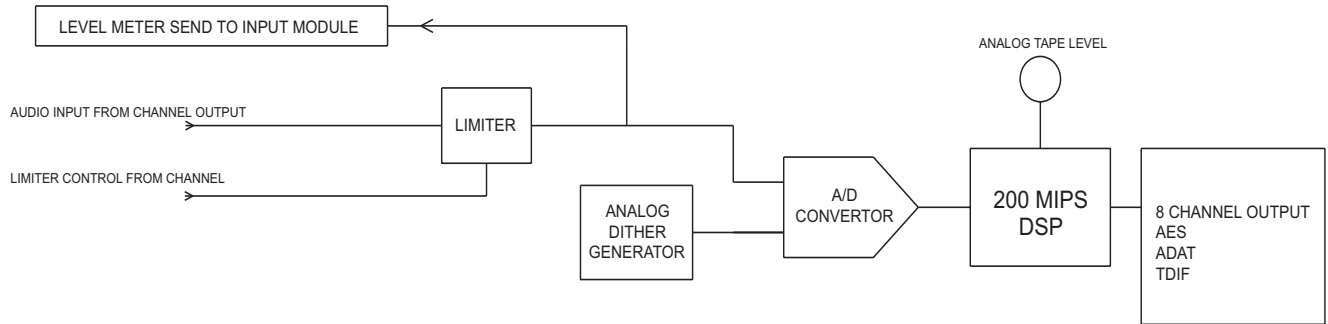 LEVEL METER SEND TO INPUT MODULE
ANALOG TAPE LEVEL
AUDIO INPUT FROM CHANNEL OUTPUT
LIMITER
LIMITER CONTROL FROM CHANNEL
ANALOG
DITHER
GENERATOR
A/D
CONVERTOR
200 MIPS
DSP
8 CHANNEL OUTPUT
AES
ADAT
TDIF